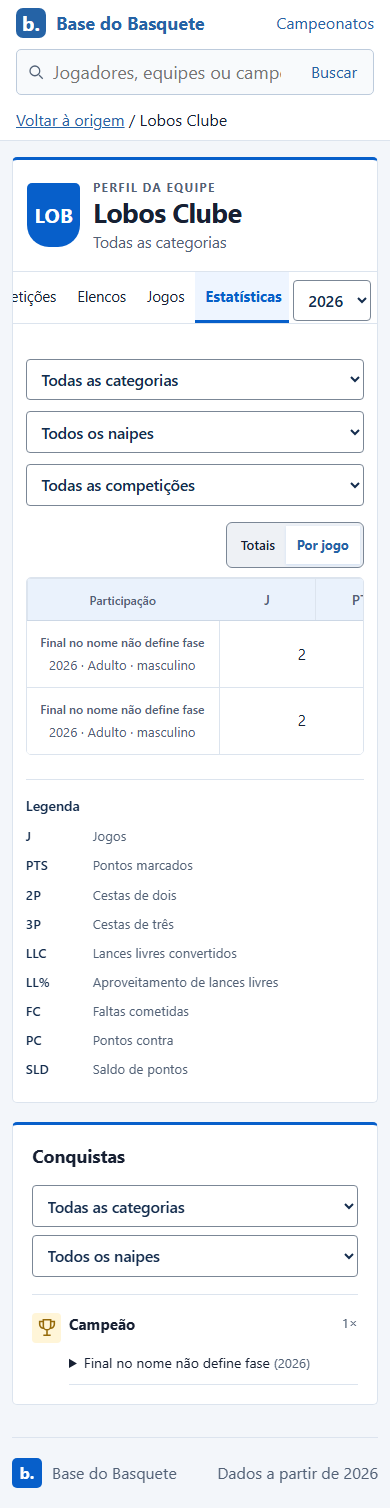 b. Base do Basquete Campeonatos
Jogadores, equipes ou camp Buscar
Voltar à origem / Lobos Clube
LOB
PERFIL DA EQUIPE
Lobos Clube
Todas as categorias
etições Elencos Jogos Estatísticas 2026
Todas as categorias
Todos os naipes
Todas as competições
Totais Por jogo
Participação J PT
Final no nome não define fase
2026 · Adulto · masculino 2
Final no nome não define fase
2026 · Adulto · masculino 2
Legenda
J Jogos
PTS Pontos marcados
2P Cestas de dois
3P Cestas de três
LLC Lances livres convertidos
LL% Aproveitamento de lances livres
FC Faltas cometidas
PC Pontos contra
SLD Saldo de pontos
Conquistas
Todas as categorias
Todos os naipes
Campeão 1×
Final no nome não define fase (2026)
b. Base do Basquete Dados a partir de 2026